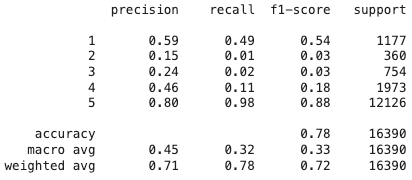 precision recall f1-score support
1 0.59 0.49 0.54 1177
2 0.15 0.01 0.03 360
3 0.24 0.02 0.03 754
4 0.46 0.11 0.18 1973
5 0.80 0.98 0.88 12126
accuracy 0.78 16390
macro avg 0.45 0.32 0.33 16390
weighted avg 0.71 0.78 0.72 16390